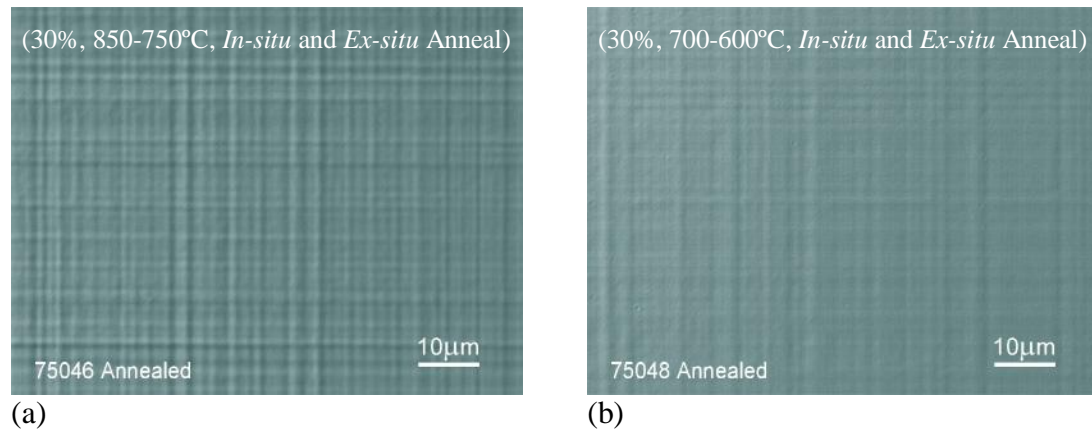 (30%, 850-750ºC, In-situ and Ex-situ Anneal)
10µm
75046 Annealed
(a)
(30%, 700-600ºC, In-situ and Ex-situ Anneal)
10µm
75048 Annealed
(b)